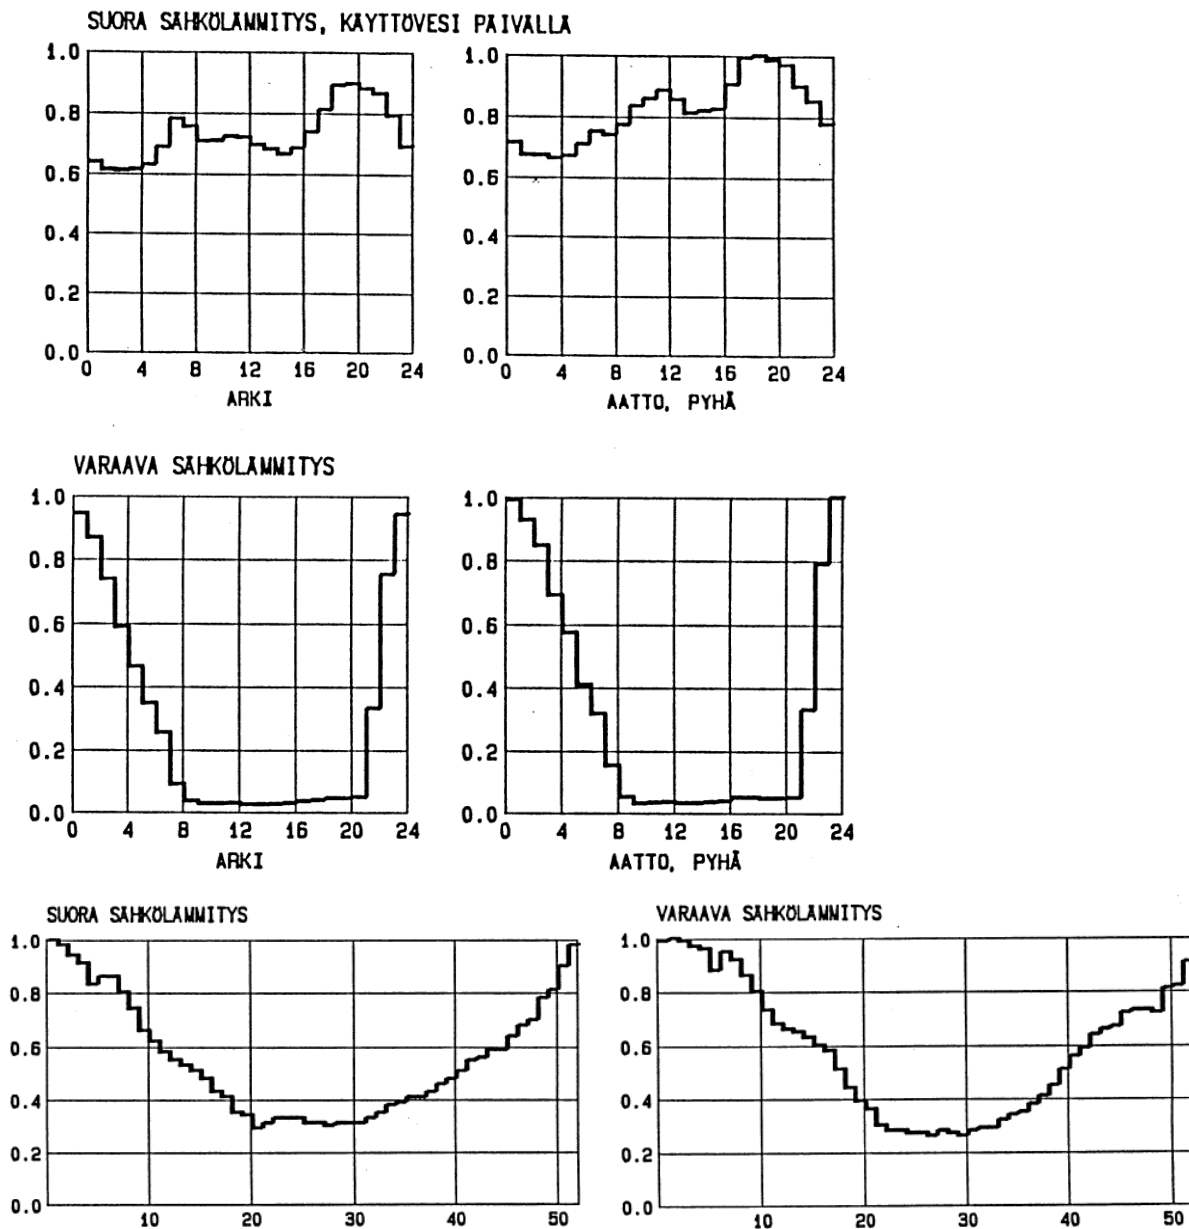 SUORA SÄHKÖLÄMMITYS, KÄYTTÖVESI PÄIVÄLLÄ
1.0 1.0
0.8 0.8
0.6 0.6
0.4 0.4
0.2 0.2
0.0 0.0
0 4 8 12 16 20 24 0 4 8 12 16 20 24
ARKI AATTO, PYHÄ
VARAAVA SÄHKÖLÄMMITYS
1.0 1.0
0.8 0.8
0.6 0.6
0.4 0.4
0.2 0.2
0.0 0.0
0 4 8 12 16 20 24 0 4 8 12 16 20 24
ARKI AATTO, PYHÄ
SUORA SÄHKÖLÄMMITYS VARAAVA SÄHKÖLÄMMITYS
1.0 1.0
0.8 0.8
0.6 0.6
0.4 0.4
0.2 0.2
0.0 0.0
10 20 30 40 50 10 20 30 40 50